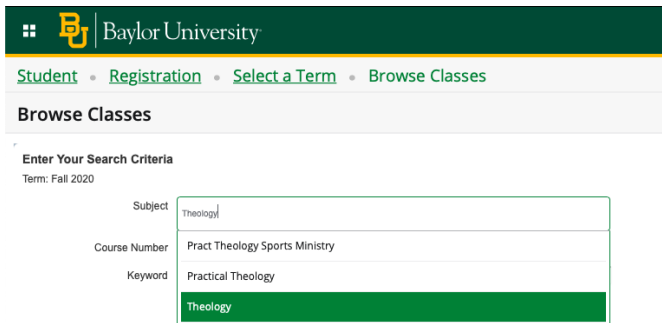 BU Baylor University
Student • Registration • Select a Term • Browse Classes
Browse Classes
Enter Your Search Criteria
Term: Fall 2020
Subject Theology
Course Number
Pract Theology Sports Ministry
Keyword
Practical Theology
Theology